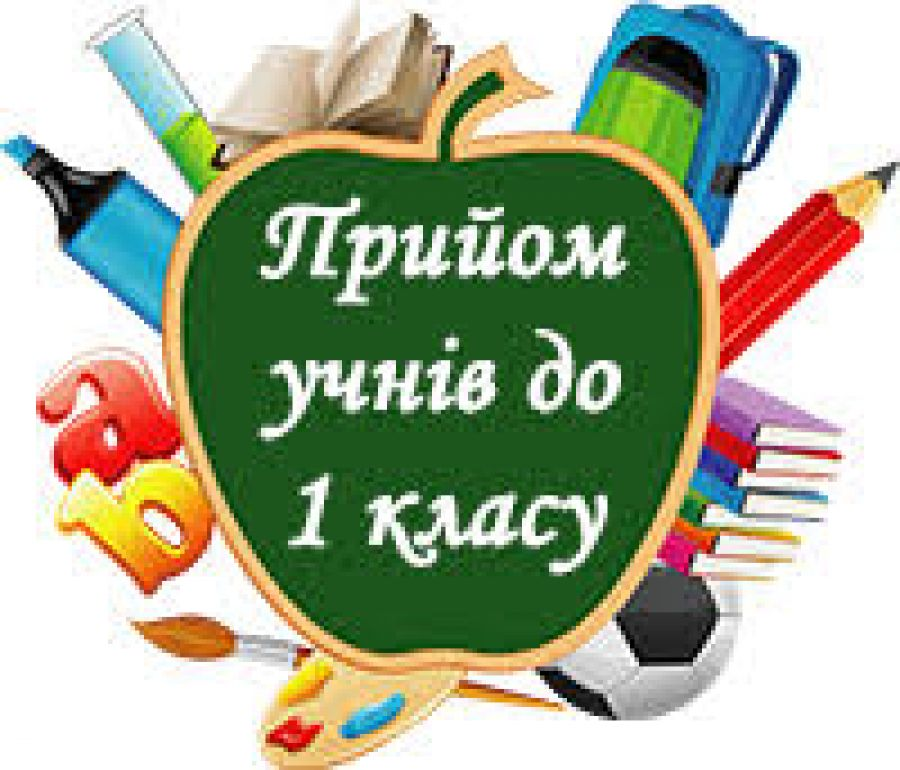 Прийом
учнів до
1 класу
a
b